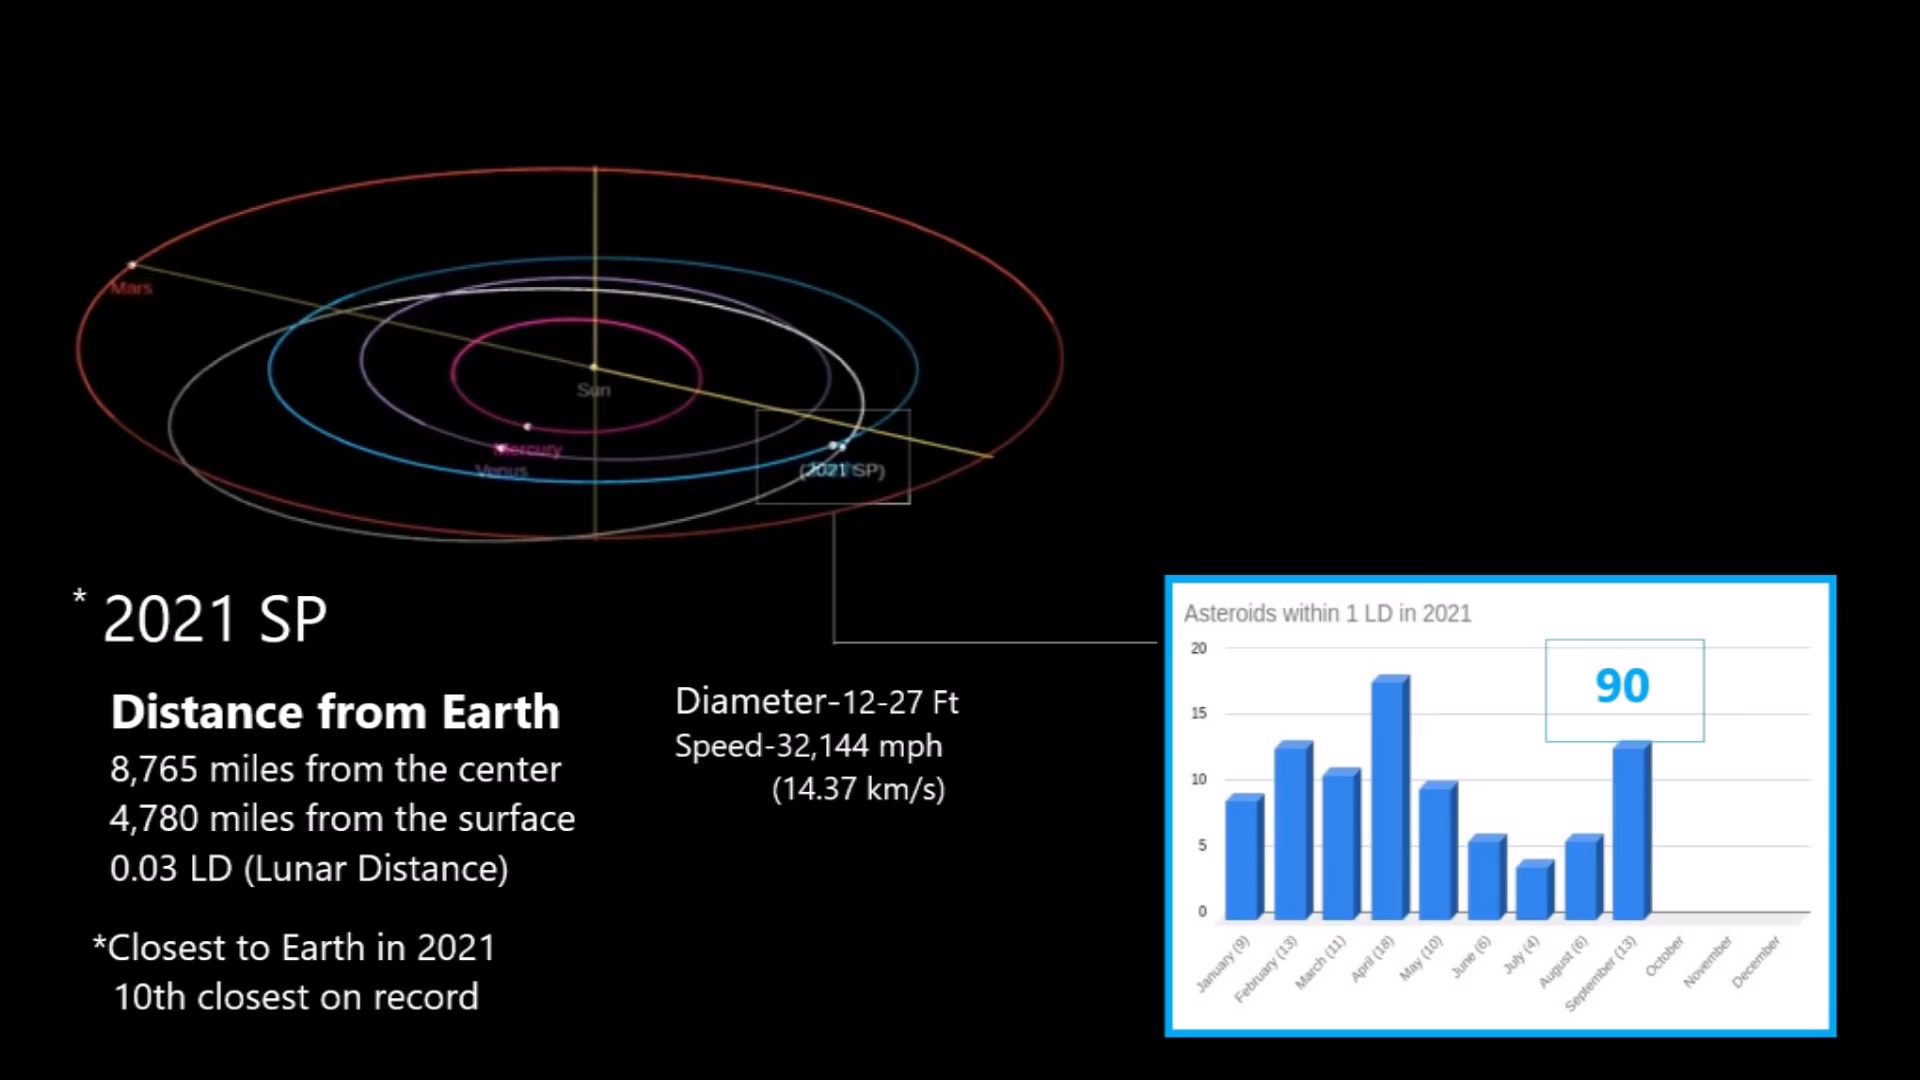 Mars
Sun
Mercury
Venus
(2021 SP)
* 2021 SP
Distance from Earth
8,765 miles from the center
4,780 miles from the surface
0.03 LD (Lunar Distance)
*Closest to Earth in 2021
10th closest on record
Diameter-12-27 Ft
Speed-32,144 mph
(14.37 km/s)
Asteroids within 1 LD in 2021
90
20
15
10
5
0
January (9)
February (13)
March (11)
April (18)
May (10)
June (6)
July (4)
August (6)
September (13)
October
November
December